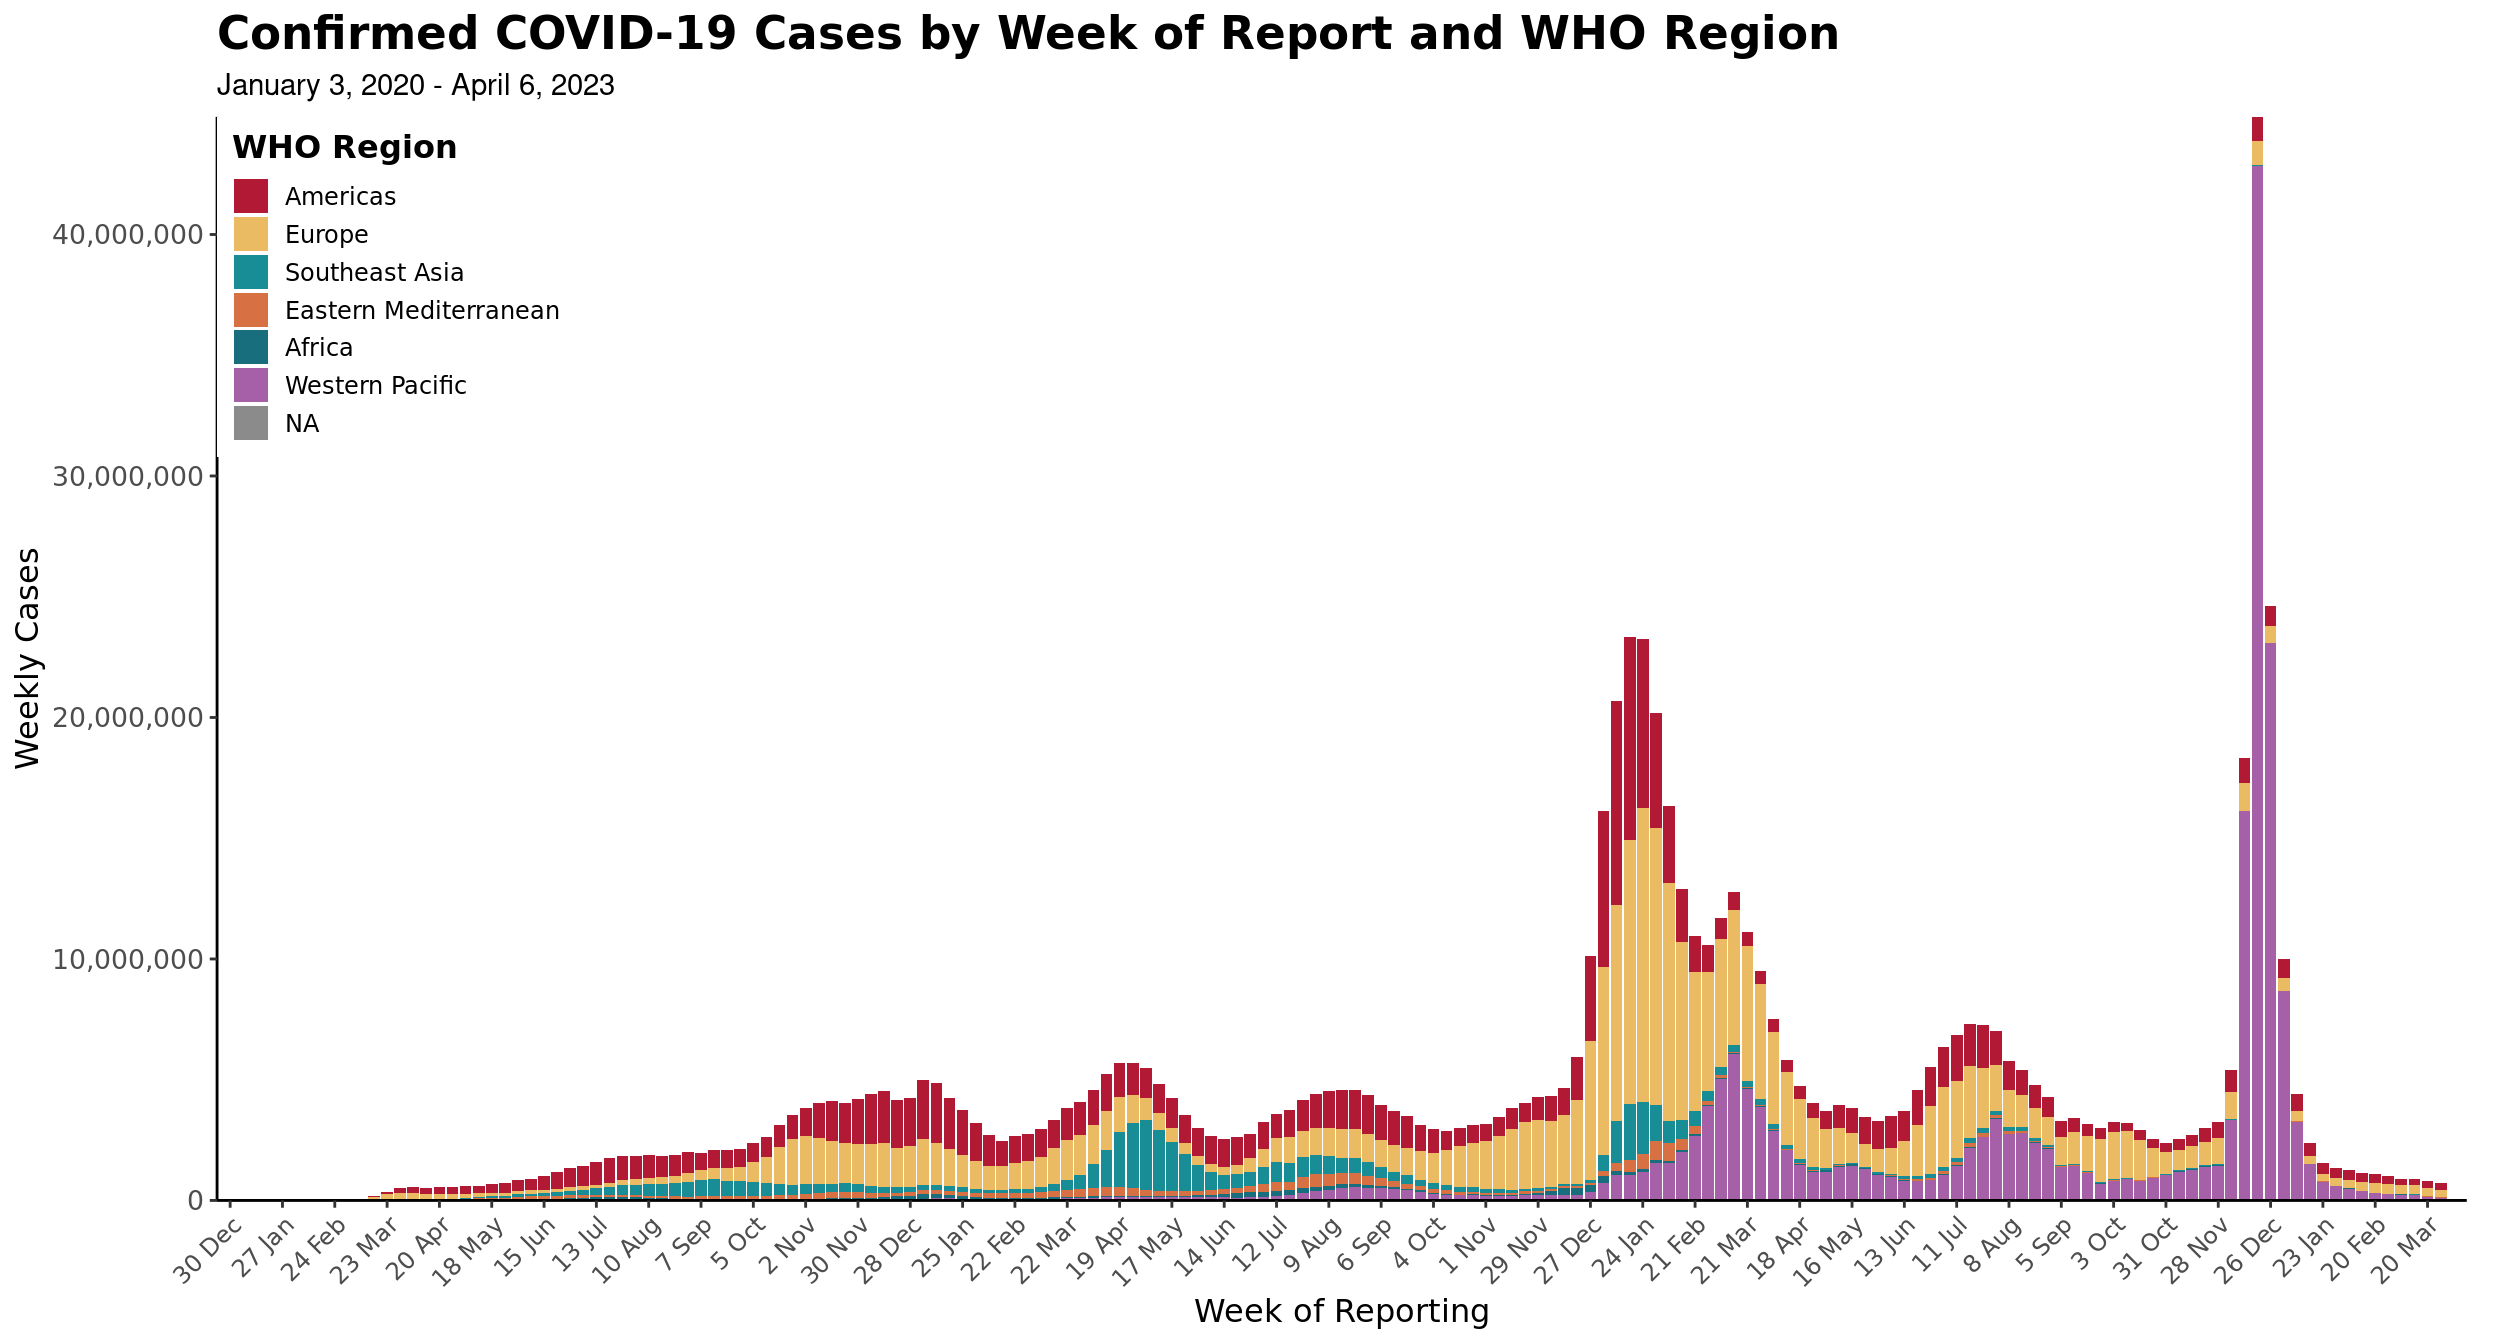 Confirmed COVID-19 Cases by Week of Report and WHO Region
January 3, 2020 - April 6, 2023
WHO Region
Americas
Europe
Southeast Asia
Eastern Mediterranean
Africa
Western Pacific
NA
Weekly Cases
40,000,000
30,000,000
20,000,000
10,000,000
0
30 Dec
27 Jan
24 Feb
23 Mar
20 Apr
18 May
15 Jun
13 Jul
10 Aug
7 Sep
5 Oct
2 Nov
30 Nov
28 Dec
25 Jan
22 Feb
22 Mar
19 Apr
17 May
14 Jun
12 Jul
9 Aug
6 Sep
4 Oct
1 Nov
29 Nov
27 Dec
24 Jan
21 Feb
21 Mar
18 Apr
16 May
13 Jun
11 Jul
8 Aug
5 Sep
3 Oct
31 Oct
28 Nov
26 Dec
23 Jan
20 Feb
20 Mar
Week of Reporting